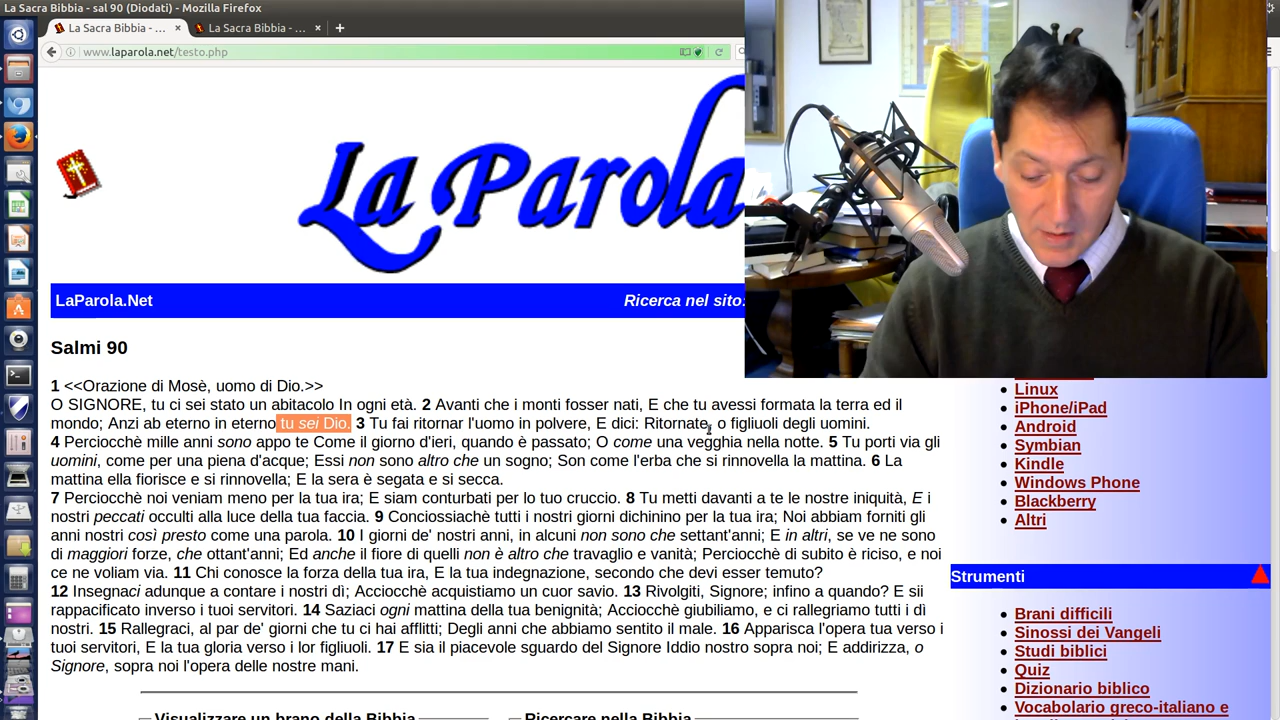 La Sacra Bibbia - sal 90 (Diodati) - Mozilla Firefox
La Sacra Bibbia - ... × La Sacra Bibbia - ... × +
www.laparola.net/testo.php
La Parola
LaParola.Net Ricerca nel sito:
Salmi 90
1 <<Orazione di Mosè, uomo di Dio.>>
O SIGNORE, tu ci sei stato un abitacolo in ogni età. 2 Avanti che i monti fosser nati, E che tu avessi formata la terra ed il
mondo; Anzi ab eterno in eterno tu sei Dio. 3 Tu fai ritornar l'uomo in polvere, E dici: Ritornate, o figliuoli degli uomini.
4 Perciocchè mille anni sono appo te Come il giorno d'ieri, quando è passato; O come una vegghia nella notte. 5 Tu porti via gli
uomini, come per una piena d'acque; Essi non sono altro che un sogno; Son come l'erba che si rinnovella la mattina. 6 La
mattina ella fiorisce e si rinnovella; E la sera è segata e si secca.
7 Perciocchè noi veniam meno per la tua ira; E siam conturbati per lo tuo cruccio. 8 Tu metti davanti a te le nostre iniquità, E i
nostri peccati occulti alla luce della tua faccia. 9 Conciossiachè tutti i nostri giorni dichinino per la tua ira; Noi abbiam forniti gli
anni nostri così presto come una parola. 10 I giorni de' nostri anni, in alcuni non sono che settant'anni; E in altri, se ve ne sono
di maggiori forze, che ottant'anni; Ed anche il fiore di quelli non è altro che travaglio e vanità; Perciocchè di subito è riciso, e noi
ce ne voliam via. 11 Chi conosce la forza della tua ira, E la tua indegnazione, secondo che devi esser temuto?
12 Insegnaci adunque a contare i nostri dì; Acciocchè acquistiamo un cuor savio. 13 Rivolgiti, Signore; infino a quando? E sii
rappacificato inverso i tuoi servitori. 14 Saziaci ogni mattina della tua benignità; Acciocchè giubiliamo, e ci rallegriamo tutti i dì
nostri. 15 Rallegraci, al par de' giorni che tu ci hai afflitti; Degli anni che abbiamo sentito il male. 16 Apparisca l'opera tua verso i
tuoi servitori, E la tua gloria verso i lor figliuoli. 17 E sia il piacevole sguardo del Signore Iddio nostro sopra noi; E addirizza, o
Signore, sopra noi l'opera delle nostre mani.
Visualizzare un brano della Bibbia Ricercare nella Bibbia
Linux
iPhone/iPad
Android
Symbian
Kindle
Windows Phone
Blackberry
Altri
Strumenti
Brani difficili
Sinossi dei Vangeli
Studi biblici
Quiz
Dizionario biblico
Vocabolario greco-italiano e